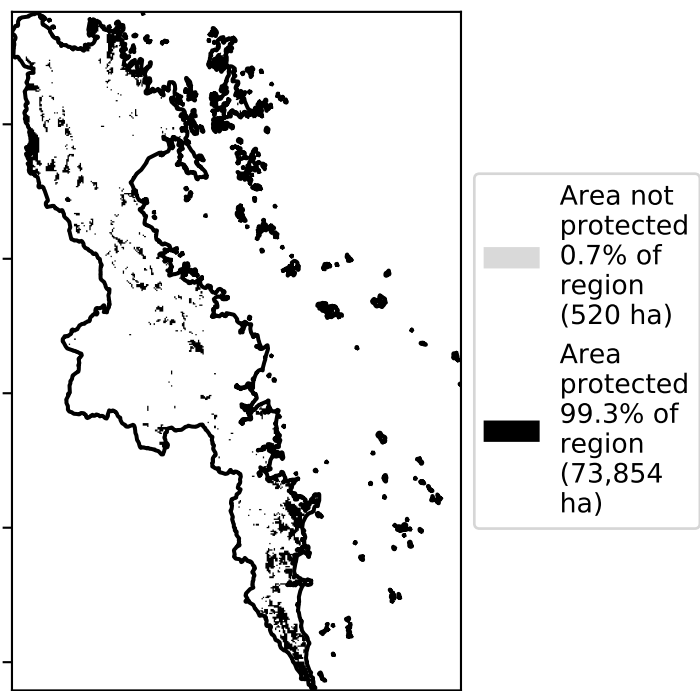 Area not
protected
0.7% of
region
(520 ha)
Area
protected
99.3% of
region
(73,854
ha)